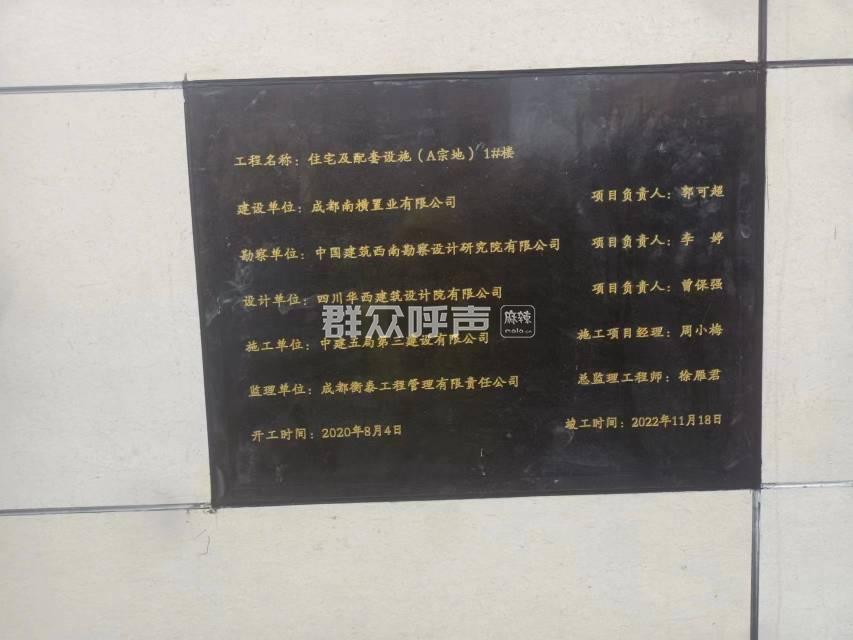 工程名称：住宅及配套设施（A宗地）1#楼
建设单位：成都南横置业有限公司 项目负责人：郭可超
勘察单位：中国建筑西南勘察设计研究院有限公司 项目负责人：李 婷
设计单位：四川华西建筑设计院有限公司 项目负责人：曾保强
群众呼声 麻辣 mala.cn
施工单位：中建五局第三建设有限公司 施工项目经理：周小梅
监理单位：成都衡泰工程管理有限责任公司 总监理工程师：徐雁君
开工时间：2020年8月4日 竣工时间：2022年11月18日